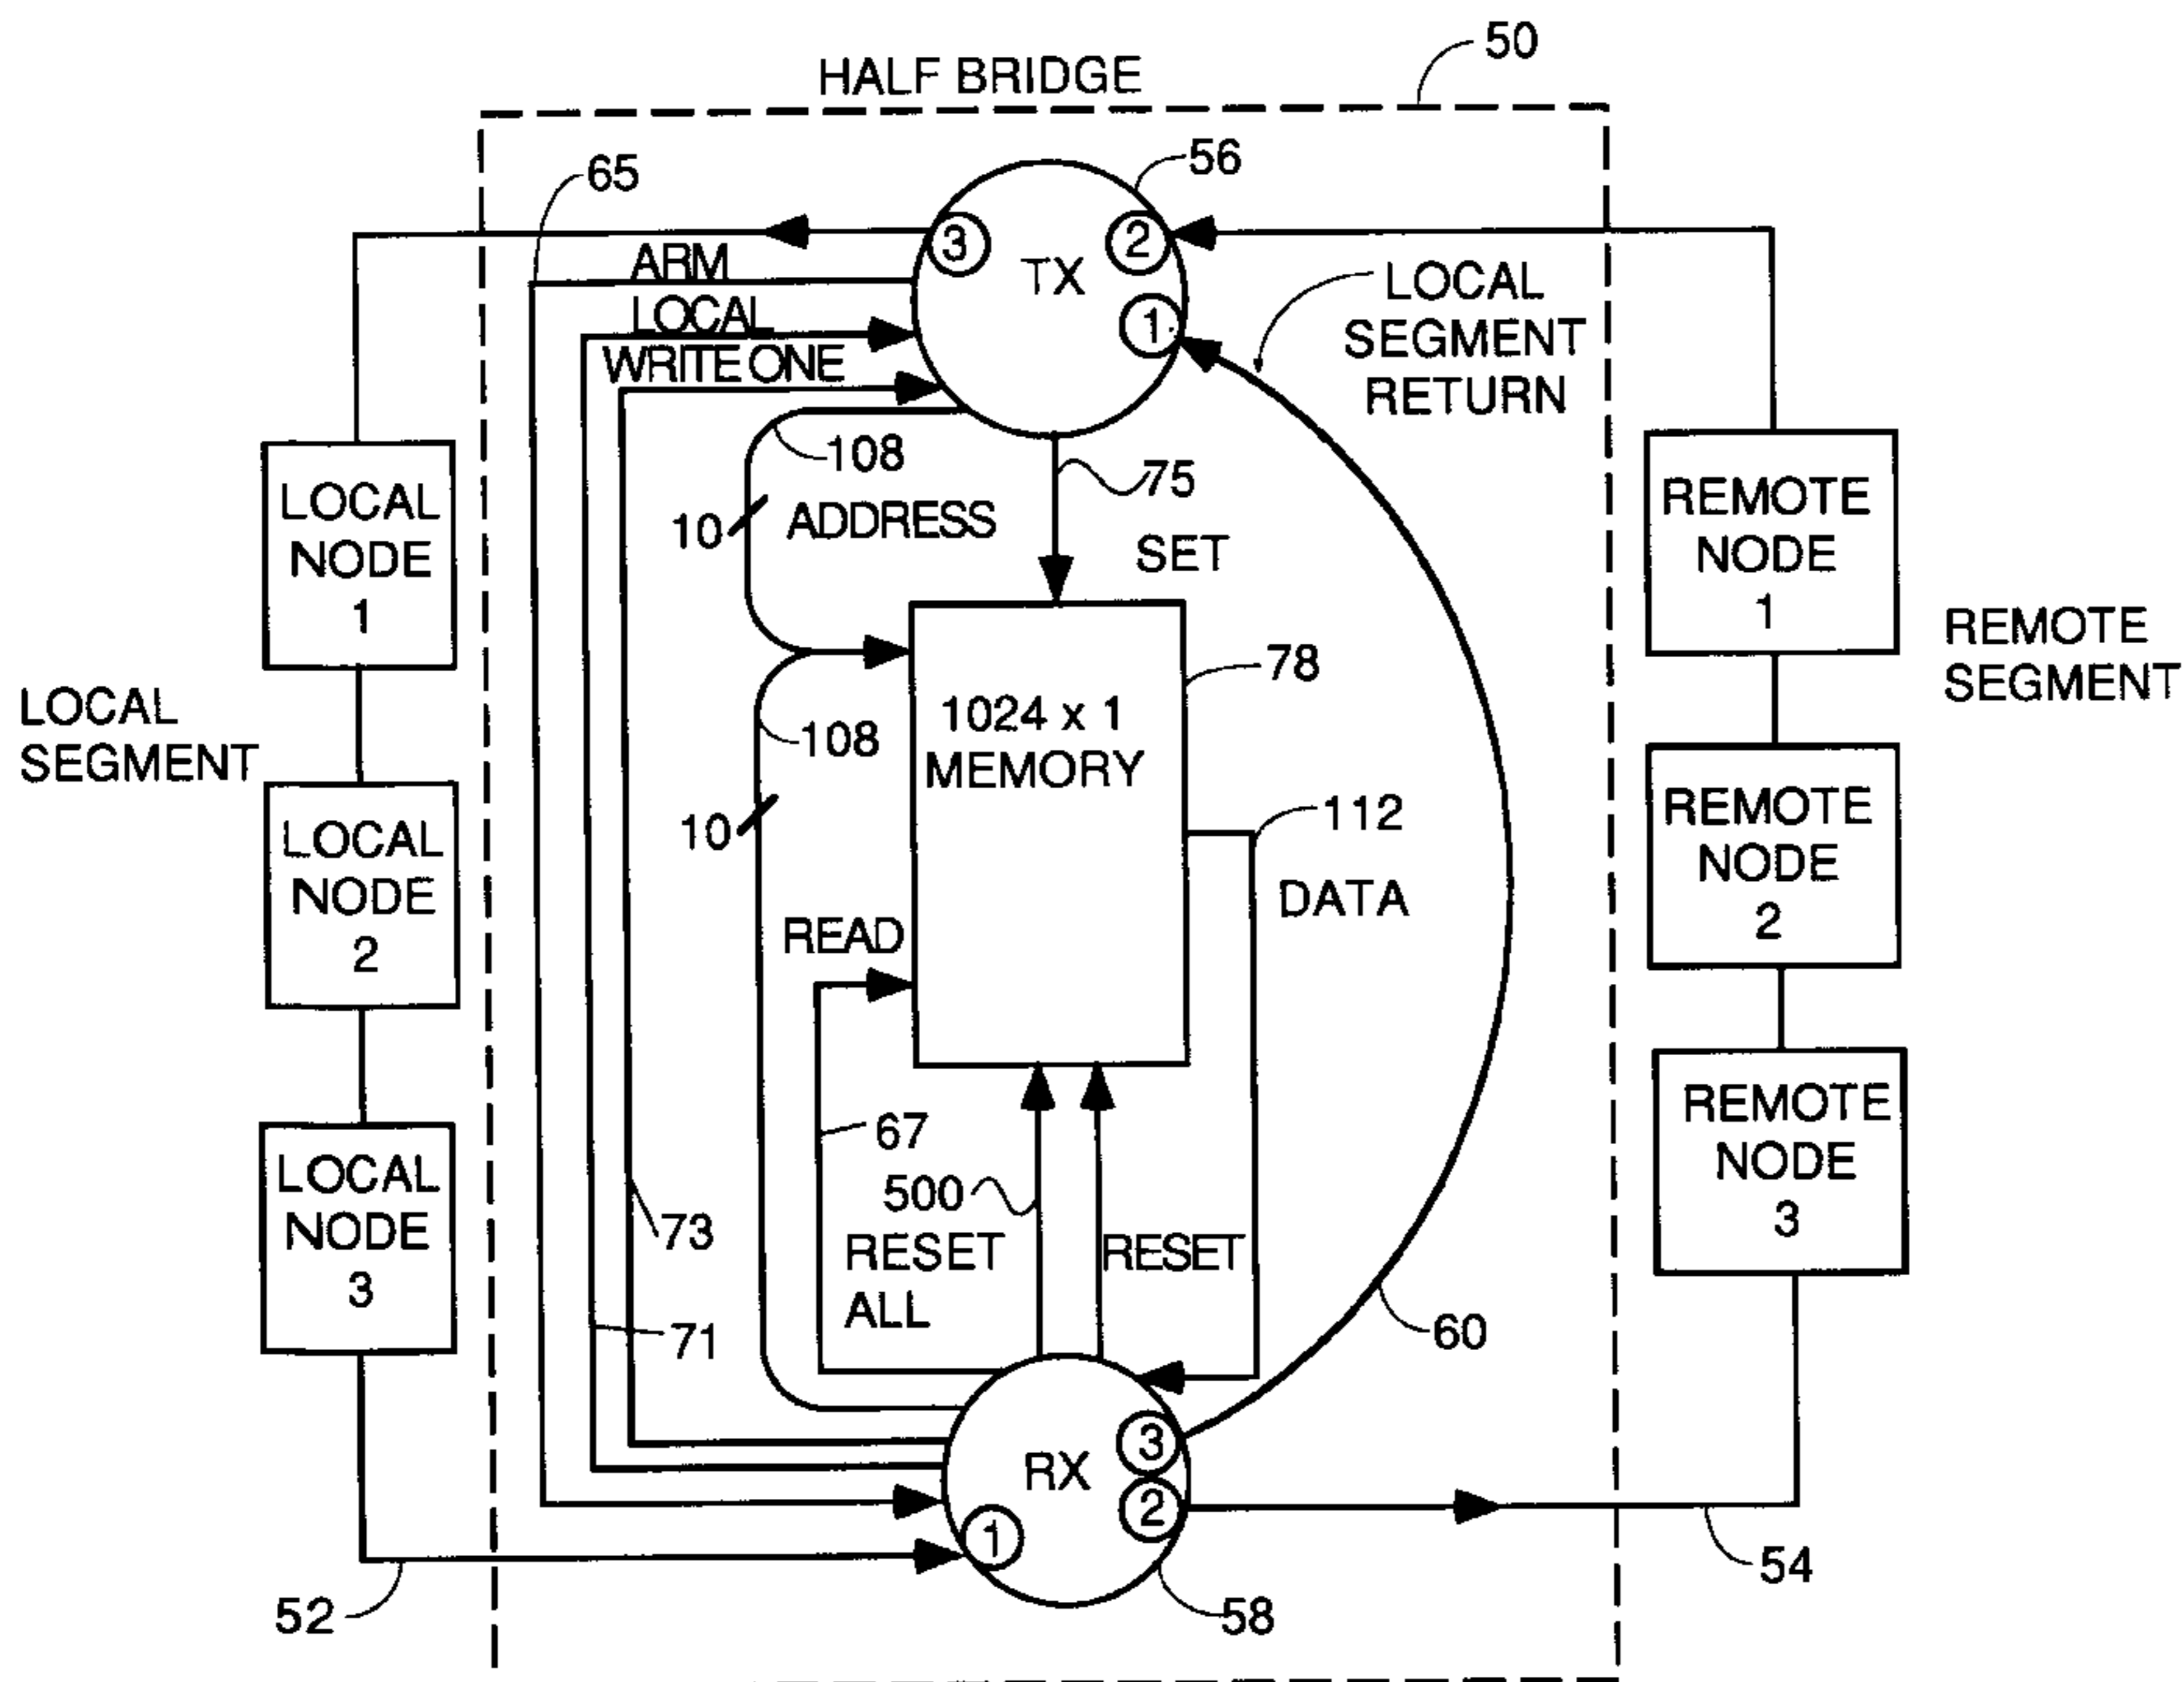 50
HALF BRIDGE
56
65
3
2
TX
ARM
LOCAL
SEGMENT
RETURN
LOCAL
1
WRITE ONE
108
75
10
ADDRESS
SET
LOCAL
NODE
1
REMOTE
NODE
1
REMOTE
SEGMENT
78
LOCAL
SEGMENT
1024 x 1
MEMORY
108
10
112
DATA
LOCAL
NODE
2
REMOTE
NODE
2
READ
67
500
RESET
ALL
RESET
73
71
60
LOCAL
NODE
3
REMOTE
NODE
3
3
RX
2
1
52
58
54